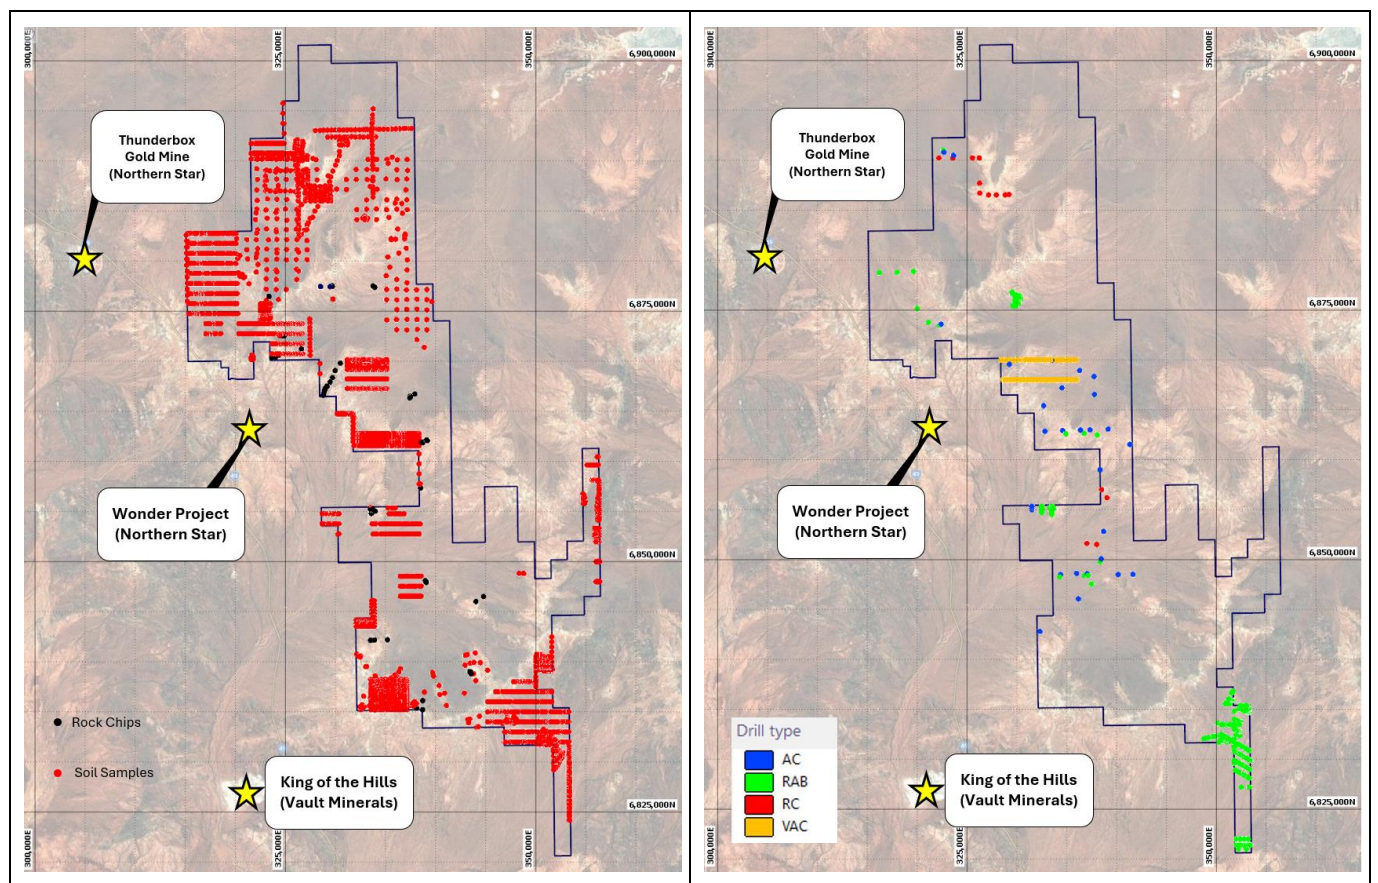 300,000E
325,000E
350,000E
6,900,000N
Thunderbox
Gold Mine
(Northern Star)
6,875,000N
Wonder Project
(Northern Star)
6,850,000N
Rock Chips
Soil Samples
King of the Hills
(Vault Minerals)
6,825,000N
300,000E
325,000E
350,000E
300,000E
325,000E
350,000E
6,900,000N
Thunderbox
Gold Mine
(Northern Star)
6,875,000N
Wonder Project
(Northern Star)
6,850,000N
Drill type
AC
RAB
RC
VAC
King of the Hills
(Vault Minerals)
6,825,000N
300,000E
325,000E
350,000E